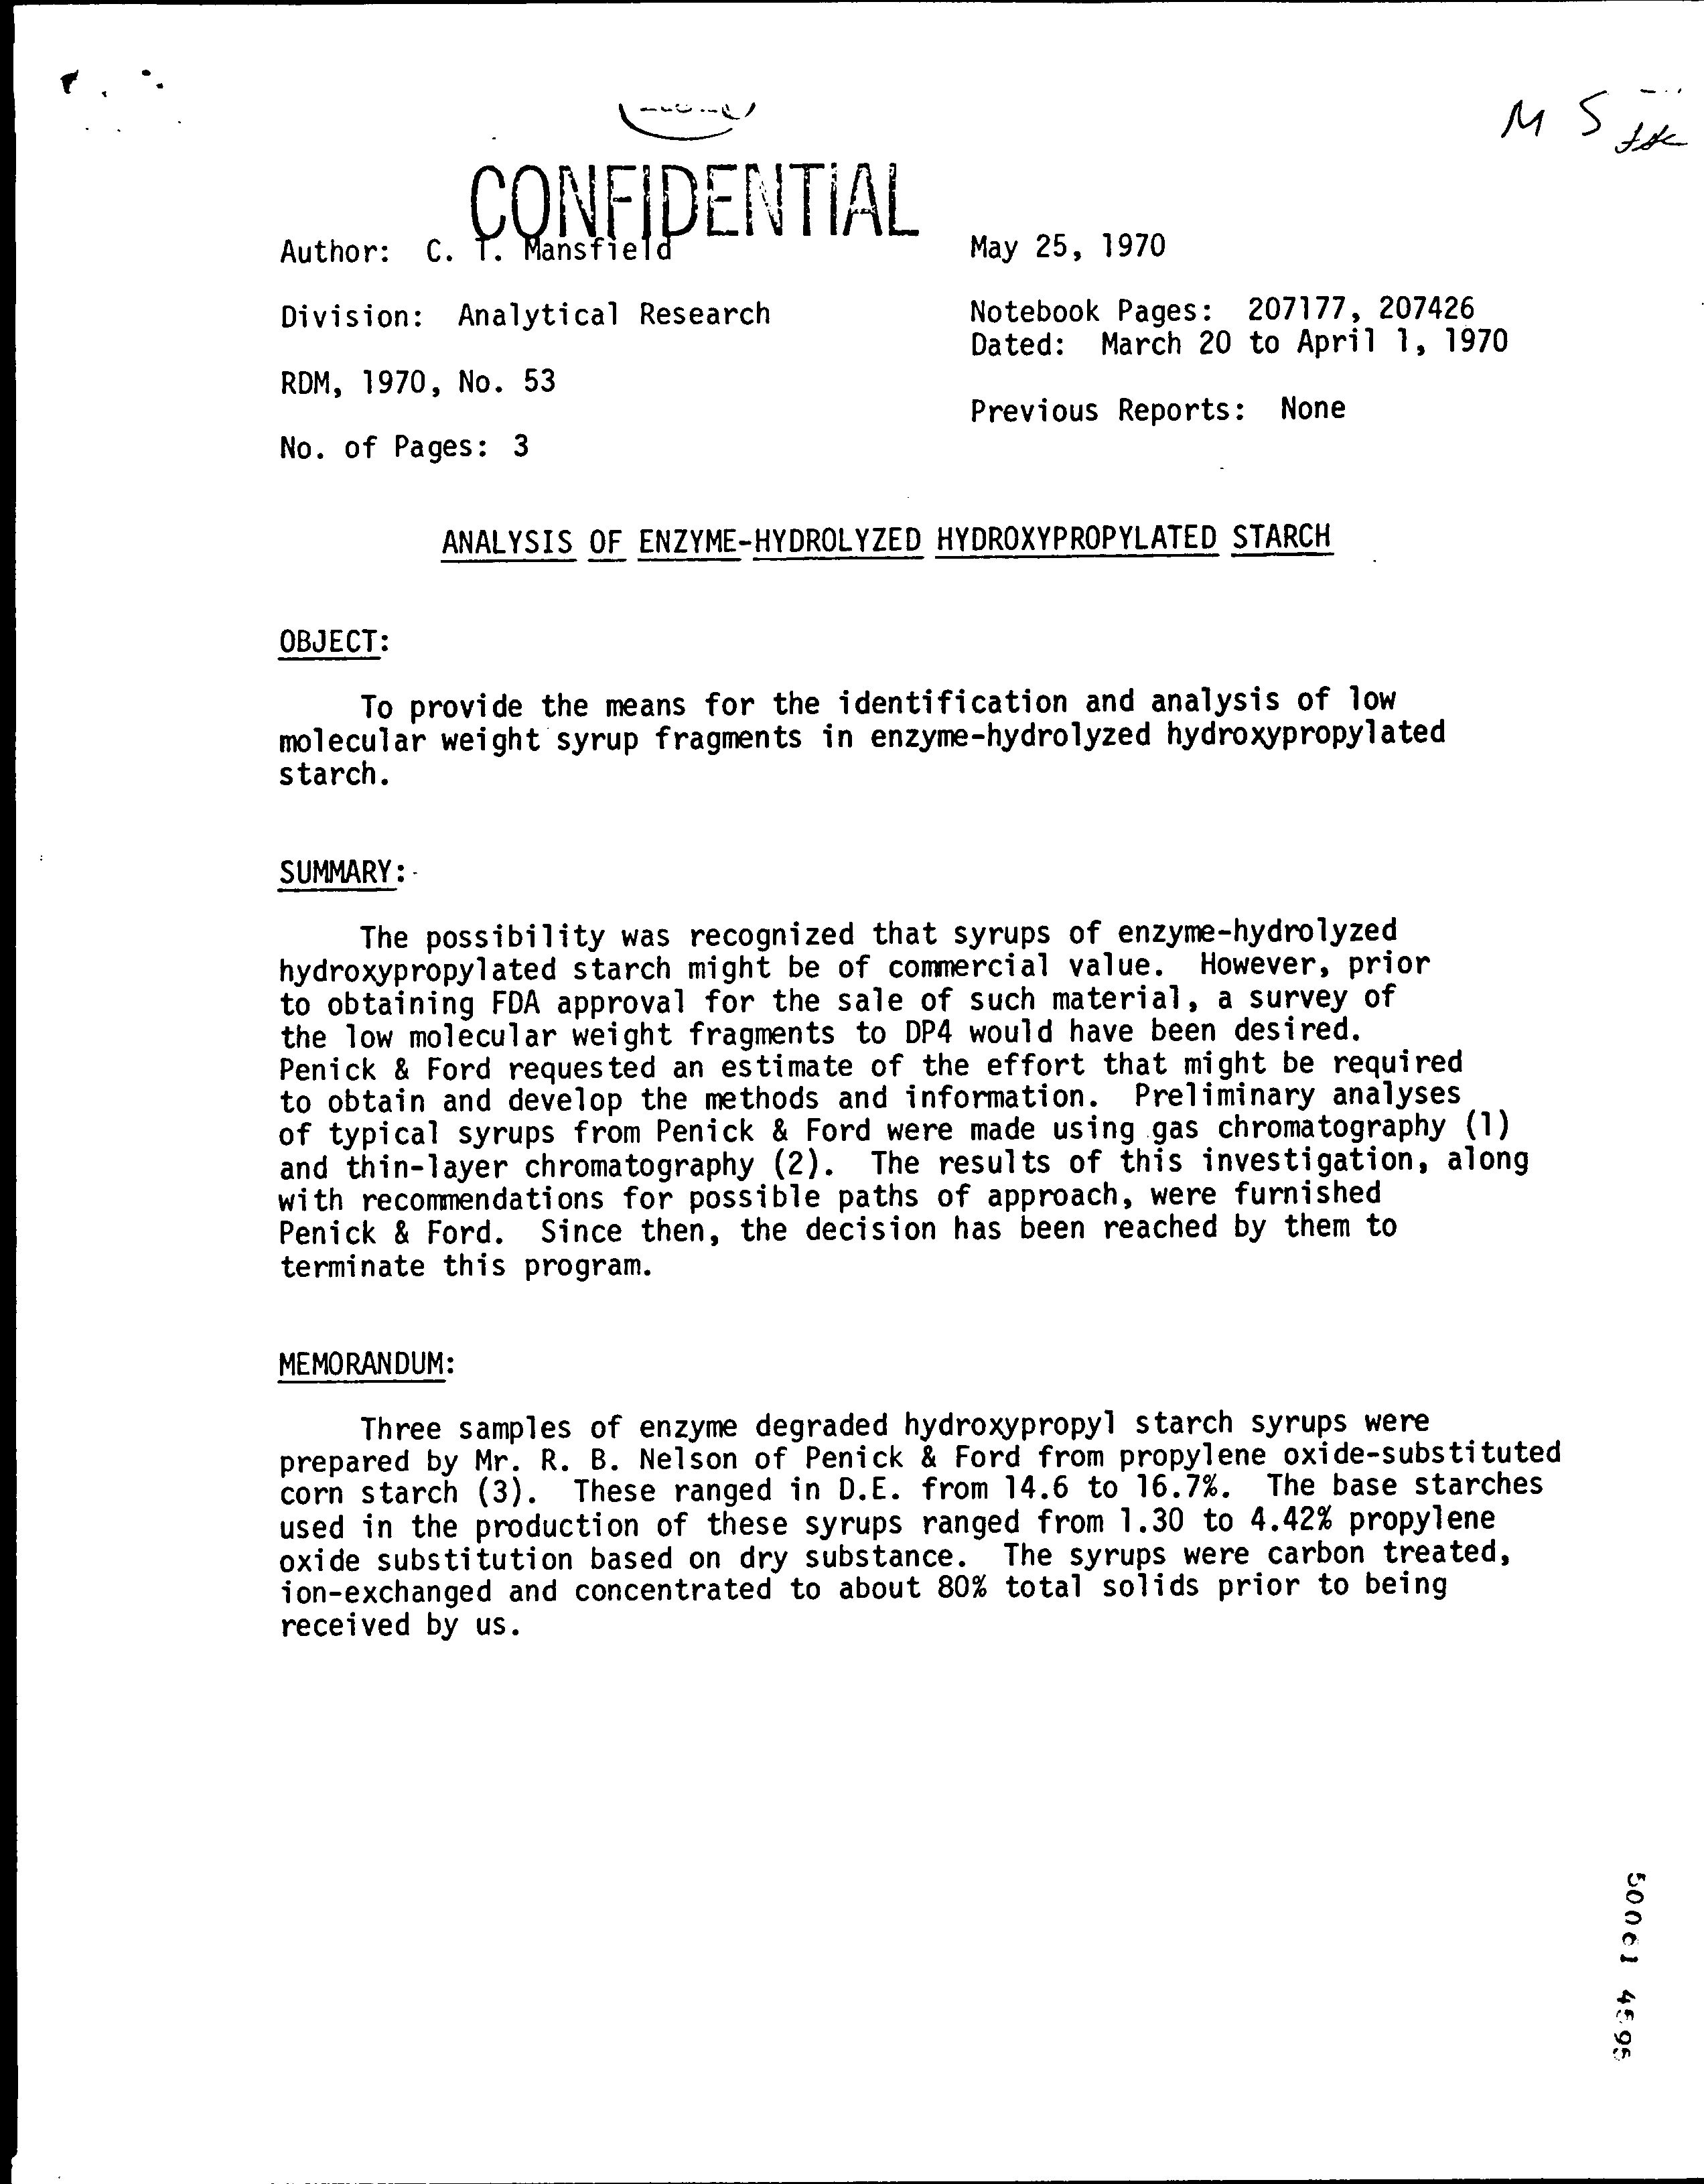 M S
CONFIDENTIAL
Author: C. T. Mansfield
May 25, 1970
Division: Analytical Research
Notebook Pages: 207177, 207426
Dated: March 20 to April 1, 1970
RDM, 1970, No. 53
Previous Reports: None
No. of Pages: 3
ANALYSIS OF ENZYME-HYDROLYZED HYDROXYPROPYLATED STARCH
OBJECT:
To provide the means for the identification and analysis of low
molecular weight syrup fragments in enzyme-hydrolyzed hydroxypropylated
starch.
SUMMARY:
The possibility was recognized that syrups of enzyme-hydrolyzed
hydroxypropylated starch might be of commercial value. However, prior
to obtaining FDA approval for the sale of such material, a survey of
the low molecular weight fragments to DP4 would have been desired.
Penick & Ford requested an estimate of the effort that might be required
to obtain and develop the methods and information. Preliminary analyses
of typical syrups from Penick & Ford were made using gas chromatography (1)
and thin-layer chromatography (2). The results of this investigation, along
with recommendations for possible paths of approach, were furnished
Penick & Ford. Since then, the decision has been reached by them to
terminate this program.
MEMORANDUM:
Three samples of enzyme degraded hydroxypropyl starch syrups were
prepared by Mr. R. B. Nelson of Penick & Ford from propylene oxide-substituted
corn starch (3). These ranged in D.E. from 14.6 to 16.7%. The base starches
used in the production of these syrups ranged from 1.30 to 4.42% propylene
oxide substitution based on dry substance. The syrups were carbon treated,
ion-exchanged and concentrated to about 80% total solids prior to being
received by us.